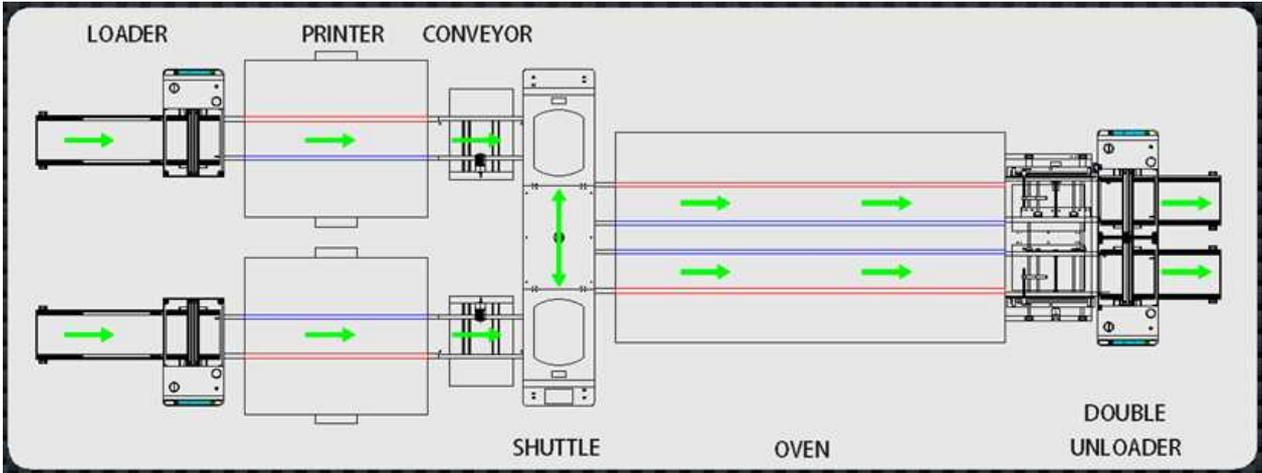 LOADER
PRINTER
CONVEYOR
SHUTTLE
OVEN
DOUBLE
UNLOADER